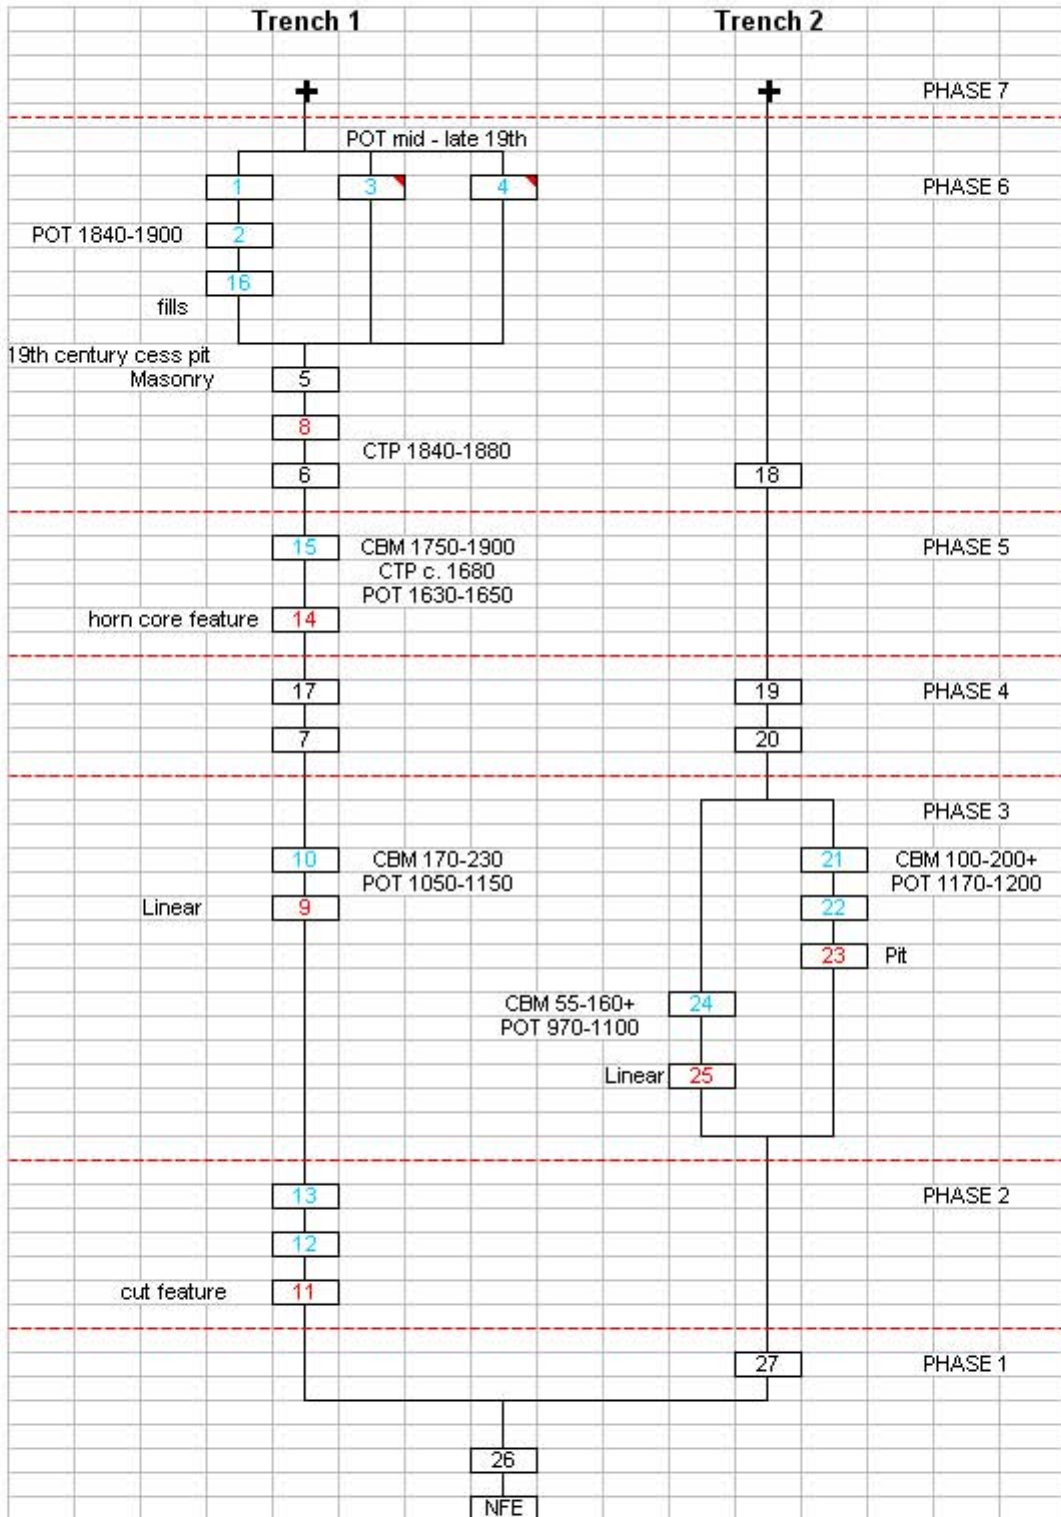 Trench 1 Trench 2
+ + PHASE 7
POT mid - late 19th
1 3 4 PHASE 6
POT 1840-1900 2
16
fills
19th century cess pit
Masonry 5
8
CTP 1840-1880
6 18
15 CBM 1750-1900 PHASE 5
CTP c. 1680
POT 1630-1650
horn core feature 14
17 19 PHASE 4
7 20
PHASE 3
10 CBM 170-230 21 CBM 100-200+
POT 1050-1150 POT 1170-1200
Linear 9 22
23 Pit
CBM 55-160+ 24
POT 970-1100
Linear 25
13 PHASE 2
12
cut feature 11
27 PHASE 1
26
NFE